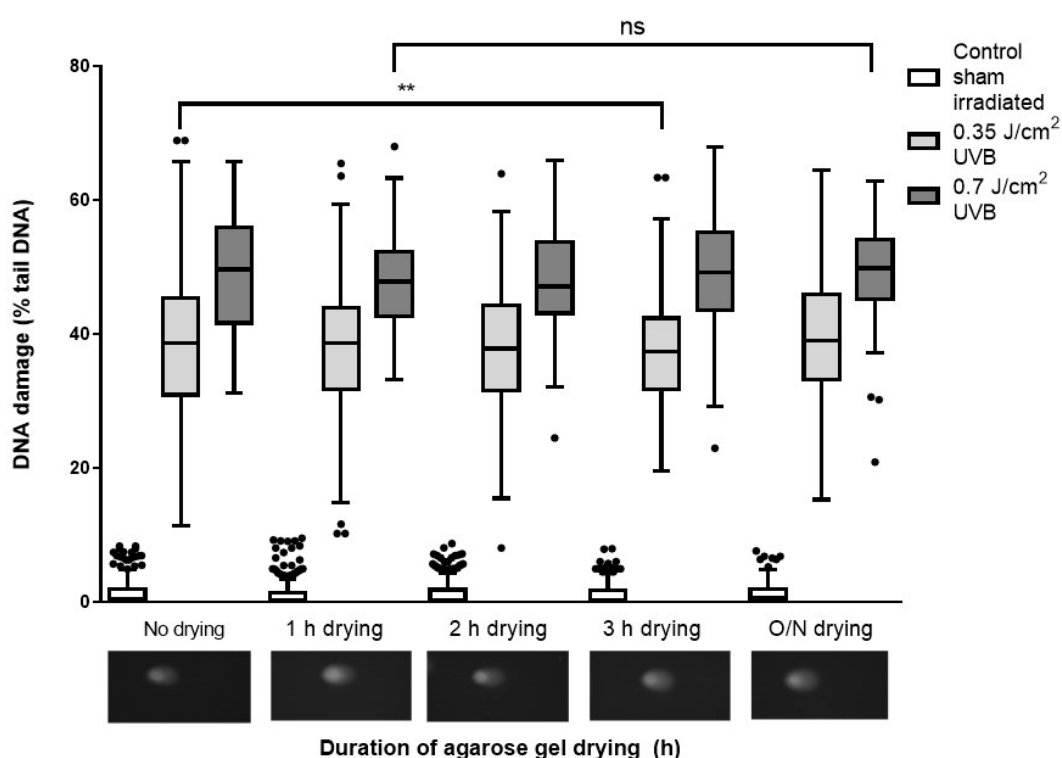 ns
Control
sham
irradiated
0.35 J/cm²
UVB
0.7 J/cm²
UVB
**
80
60
40
20
0
DNA damage (% tail DNA)
No drying 1 h drying 2 h drying 3 h drying O/N drying
Duration of agarose gel drying (h)